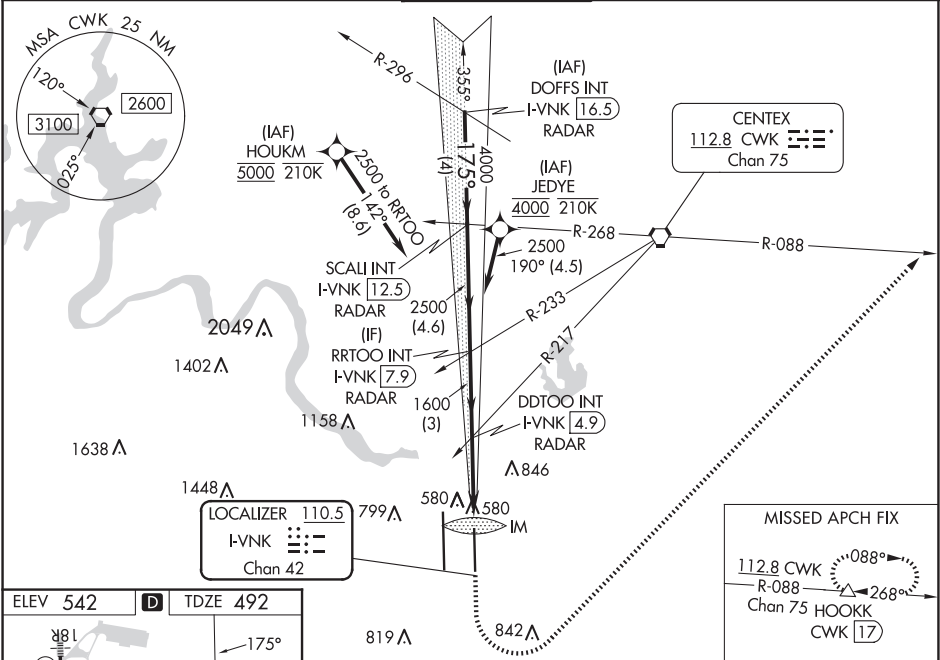 MSA CWK 25 NM
120°
3100
2600
025°
R-296
355°
(IAF)
DOFFS INT
I-VNK 16.5
RADAR
(IAF)
HOUKM
5000 210K
2500 to RRTOO
142°
(8.6)
(4)
175°
4000
(IAF)
JEDYE
4000 210K
CENTEX
112.8 CWK
Chan 75
R-268
R-088
2500
190° (4.5)
SCALI INT
I-VNK 12.5
RADAR
2500
(4.6)
R-233
R-217
2049
1402
(IF)
RRTOO INT
I-VNK 7.9
RADAR
1600
(3)
DDTOO INT
I-VNK 4.9
RADAR
1158
1638
846
1448
580
580
799
IM
LOCALIZER 110.5
I-VNK
Chan 42
MISSED APCH FIX
112.8 CWK
R-088
Chan 75
088°
268°
HOOKK
CWK 17
ELEV 542 D TDZE 492
18R
175°
819
842